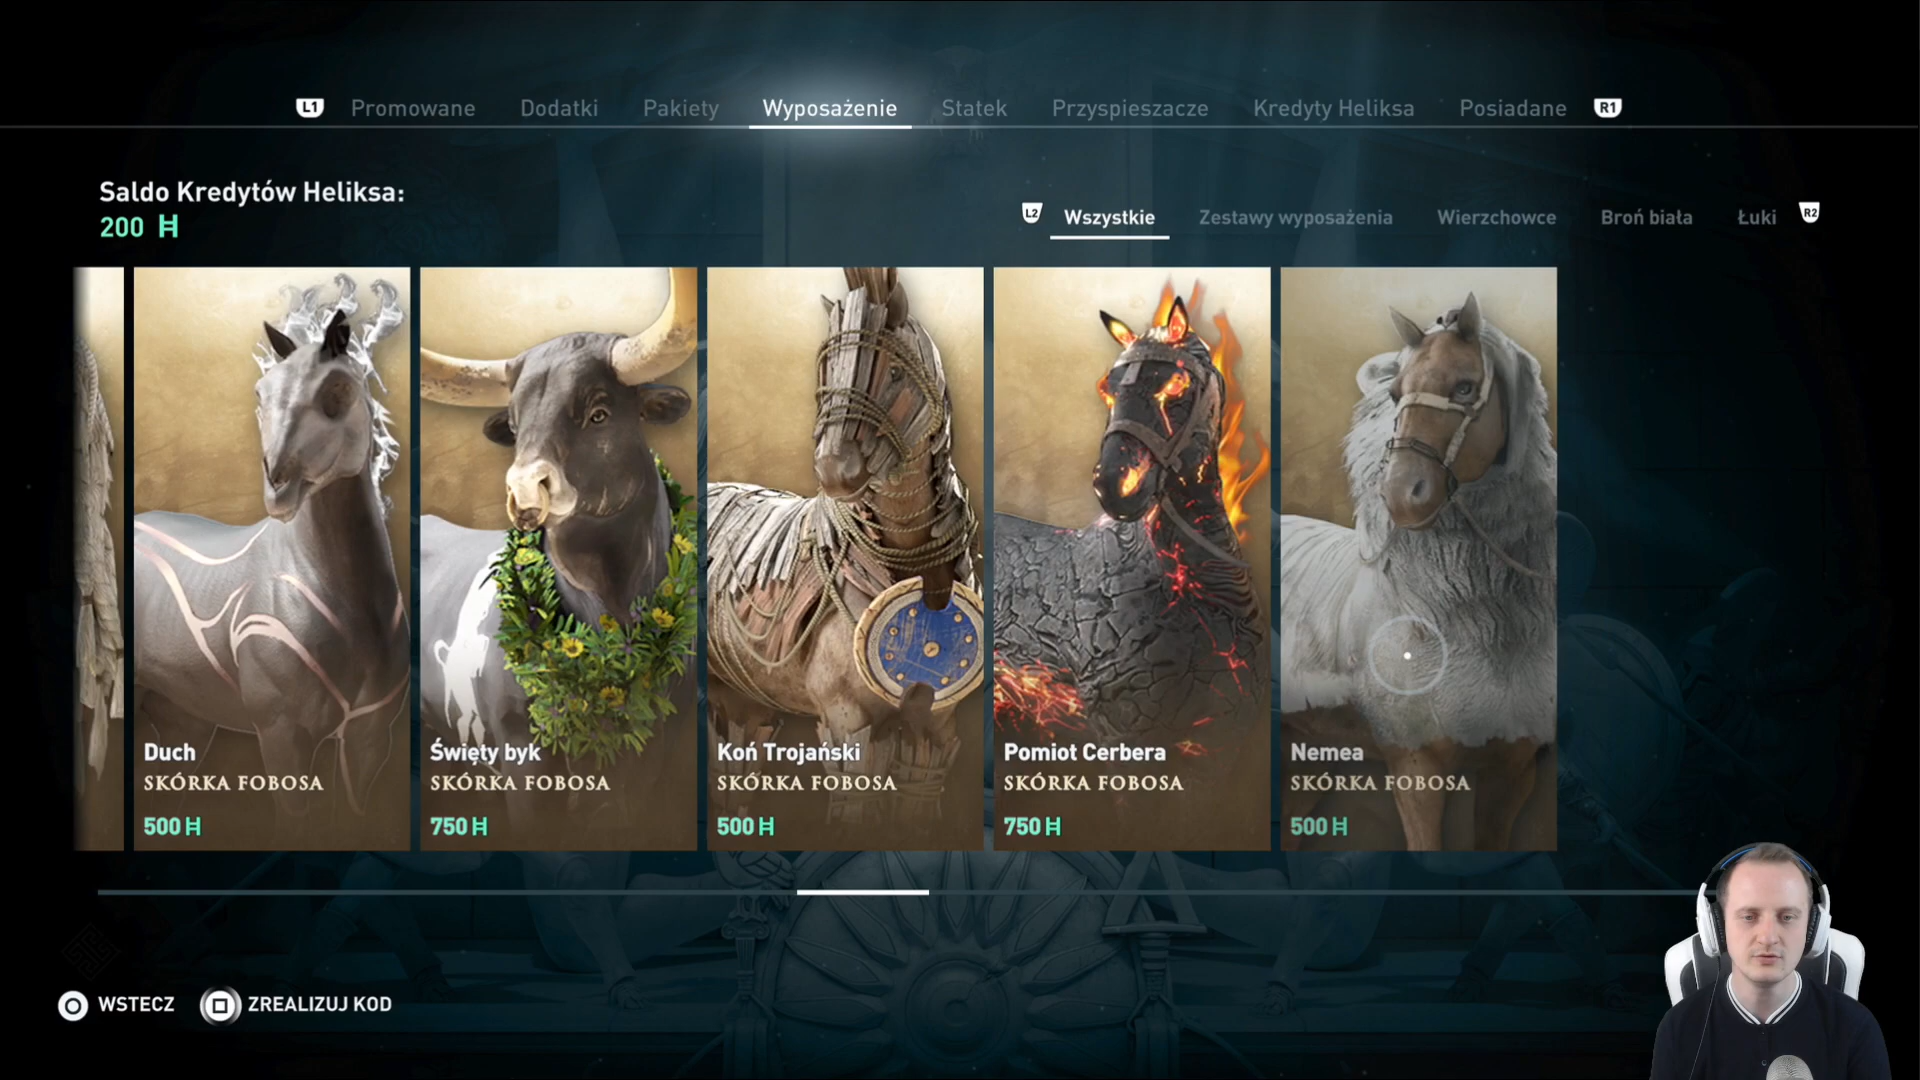 L1 Promowane Dodatki Pakiety Wyposażenie Statek Przyspieszacze Kredyty Heliksa Posiadane R1
Saldo Kredytów Heliksa:
200
L2 Wszystkie Zestawy wyposażenia Wierzchowce Broń biała Łuki R2
Duch
SKÓRKA FOBOSA
500
Święty byk
SKÓRKA FOBOSA
750
Koń Trojański
SKÓRKA FOBOSA
500
Pomiot Cerbera
SKÓRKA FOBOSA
750
Nemea
SKÓRKA FOBOSA
500
WSTECZ ZREALIZUJ KOD